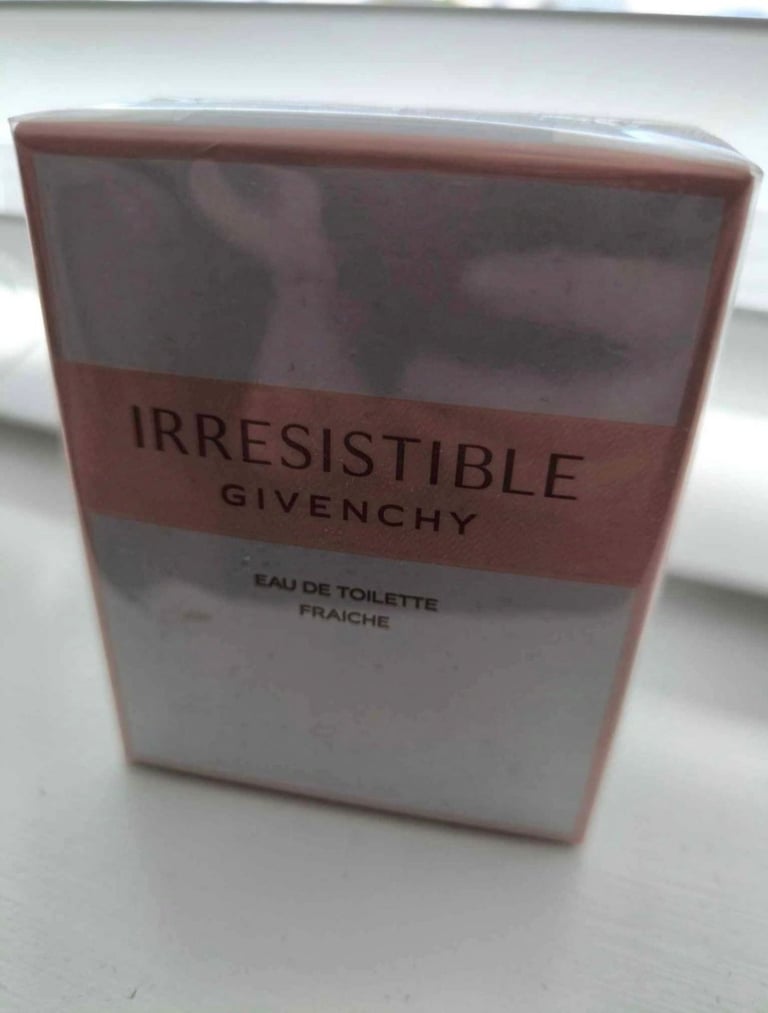 IRRESISTIBLE
GIVENCHY
EAU DE TOILETTE
FRAICHE